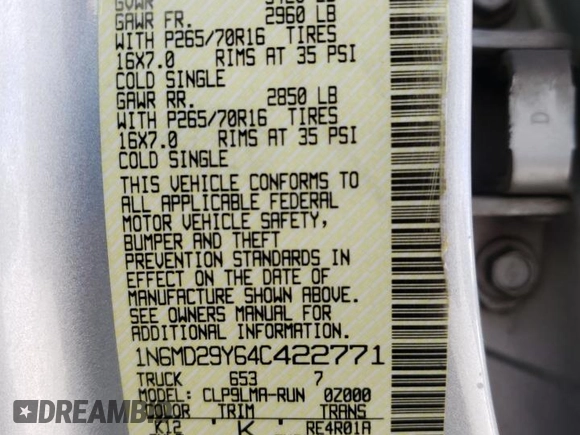 GAWR FR. 2960 LB
WITH P265/70R16 TIRES
16X7.0 RIMS AT 35 PSI
COLD SINGLE
GAWR RR. 2850 LB
WITH P265/70R16 TIRES
16X7.0 RIMS AT 35 PSI
COLD SINGLE
THIS VEHICLE CONFORMS TO
ALL APPLICABLE FEDERAL
MOTOR VEHICLE SAFETY,
BUMPER AND THEFT
PREVENTION STANDARDS IN
EFFECT ON THE DATE OF
MANUFACTURE SHOWN ABOVE.
SEE OWNERS MANUAL FOR
ADDITIONAL INFORMATION.
1N6MD29Y64C422771
TRUCK 653 7
MODEL: CLP9LMA-RUN 0Z000
COLOR TRIM TRANS
K12 K RE4R01A
D